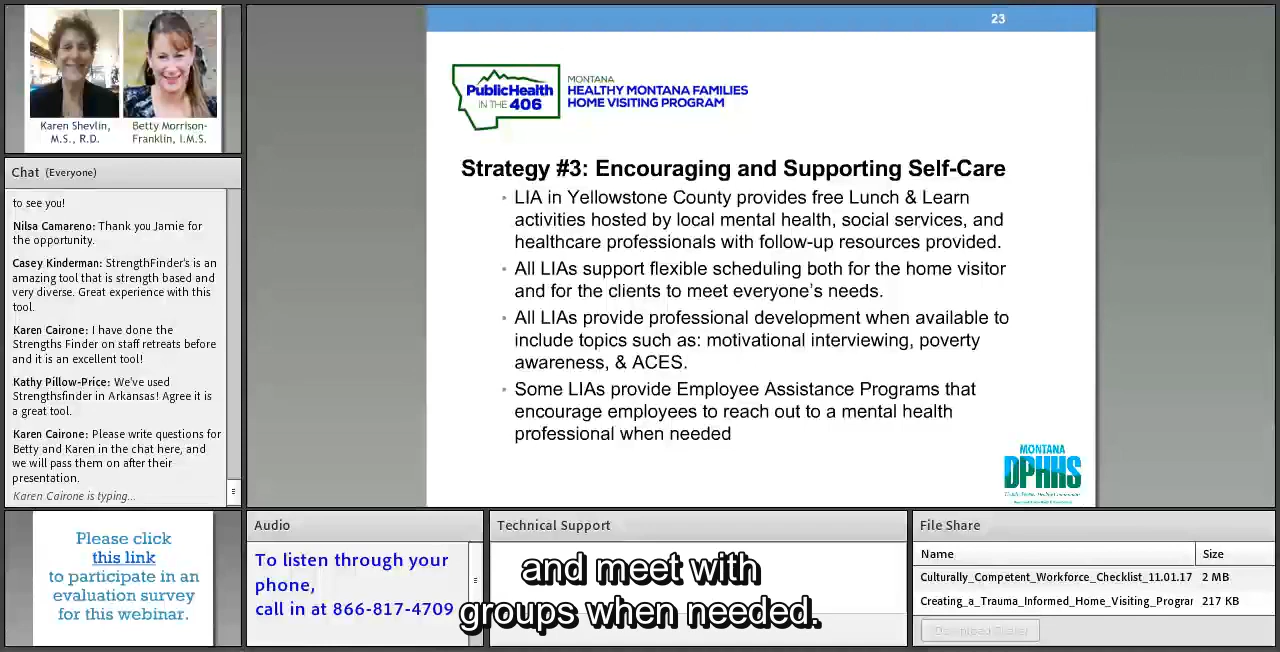 Karen Shevlin,
M.S., R.D.
Betty Morrison-
Franklin, I.M.S.
Chat (Everyone)
to see you!
Nilsa Camareno: Thank you Jamie for
the opportunity.
Casey Kinderman: StrengthFinder's is an
amazing tool that is strength based and
very diverse. Great experience with this
tool.
Karen Cairone: I have done the
Strengths Finder on staff retreats before
and it is an excellent tool!
Kathy Pillow-Price: We've used
Strengthsfinder in Arkansas! Agree it is
a great tool.
Karen Cairone: Please write questions for
Betty and Karen in the chat here, and
we will pass them on after their
presentation.
Karen Cairone is typing...
23
PublicHealth
IN THE 406
MONTANA
HEALTHY MONTANA FAMILIES
HOME VISITING PROGRAM
Strategy #3: Encouraging and Supporting Self-Care
• LIA in Yellowstone County provides free Lunch & Learn
activities hosted by local mental health, social services, and
healthcare professionals with follow-up resources provided.
• All LIAs support flexible scheduling both for the home visitor
and for the clients to meet everyone's needs.
• All LIAs provide professional development when available to
include topics such as: motivational interviewing, poverty
awareness, & ACES.
• Some LIAs provide Employee Assistance Programs that
encourage employees to reach out to a mental health
professional when needed
MONTANA
DPHHS
Please click
this link
to participate in an
evaluation survey
for this webinar.
Audio
To listen through your
phone,
call in at 866-817-4709
Technical Support
and meet with
groups when needed.
File Share
Name
Size
Culturally_Competent_Workforce_Checklist_11.01.17
2 MB
Creating_a_Trauma_Informed_Home_Visiting_Program
217 KB